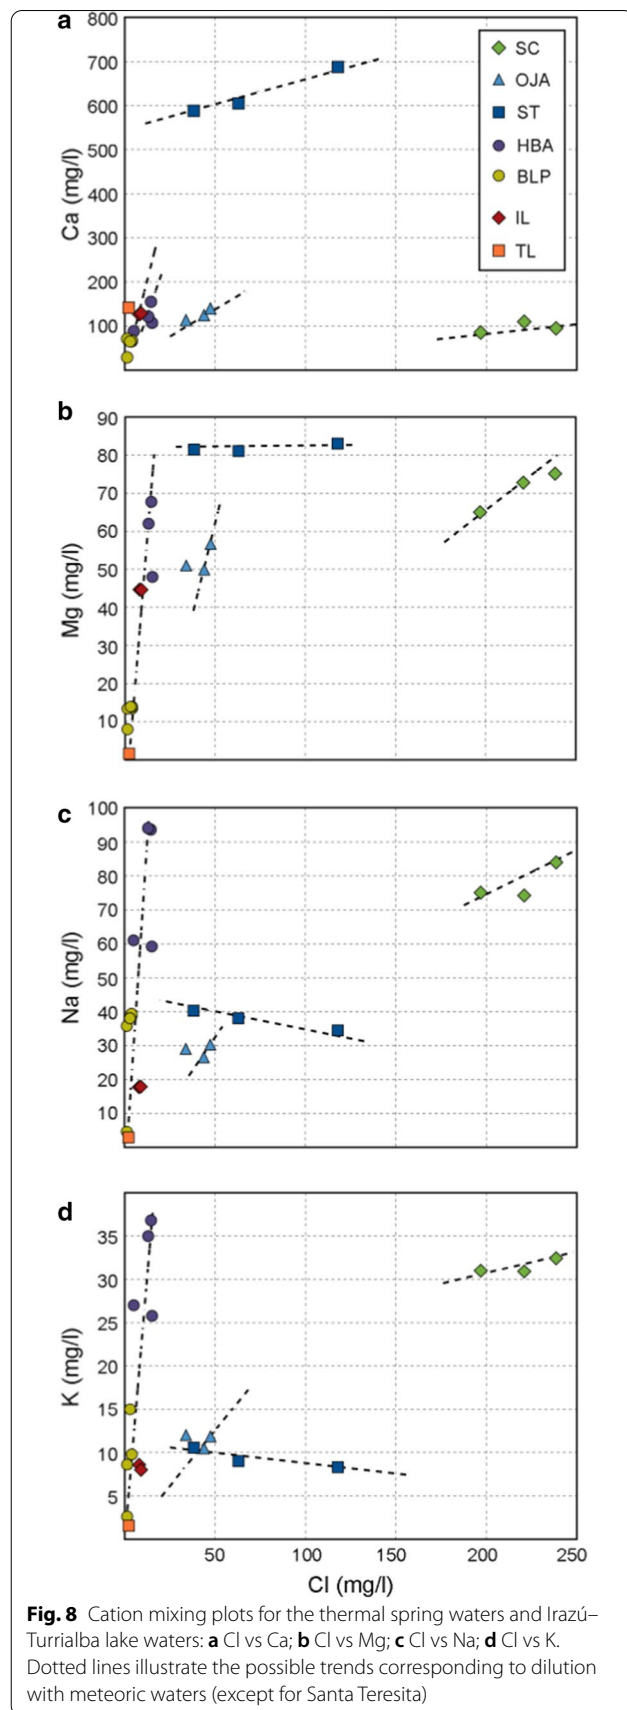 a
800
700
600
500
400
300
200
100
Ca (mg/l)
SC
OJA
ST
HBA
BLP
IL
TL
b
90
80
70
60
50
40
30
20
10
Mg (mg/l)
c
100
90
80
70
60
50
40
30
20
10
Na (mg/l)
d
35
30
25
20
15
10
5
K (mg/l)
50 100 150 200 250
Cl (mg/l)
Fig. 8 Cation mixing plots for the thermal spring waters and Irazú–
Turrialba lake waters: a Cl vs Ca; b Cl vs Mg; c Cl vs Na; d Cl vs K.
Dotted lines illustrate the possible trends corresponding to dilution
with meteoric waters (except for Santa Teresita)